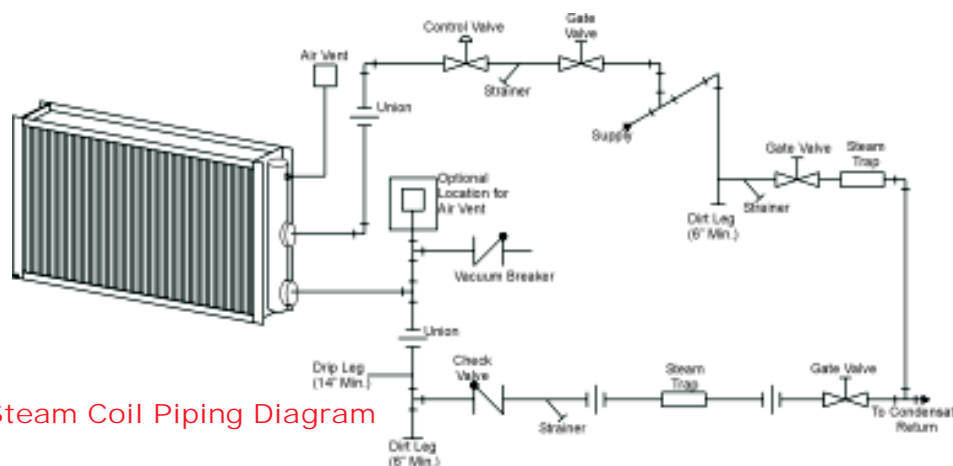 Gate
Valve
Control Valve
Air Vent
Strainer
Union
Supply
Gate Valve
Steam
Trap
Strainer
Dirt Leg
(6" Min.)
Optional
Location for
Air Vent
Vacuum Breaker
Union
Drip Leg
(14" Min.)
Check
Valve
Steam
Trap
Gate Valve
Strainer
To Condensat
Return
Steam Coil Piping Diagram
Dirt Leg
(6" Min.)